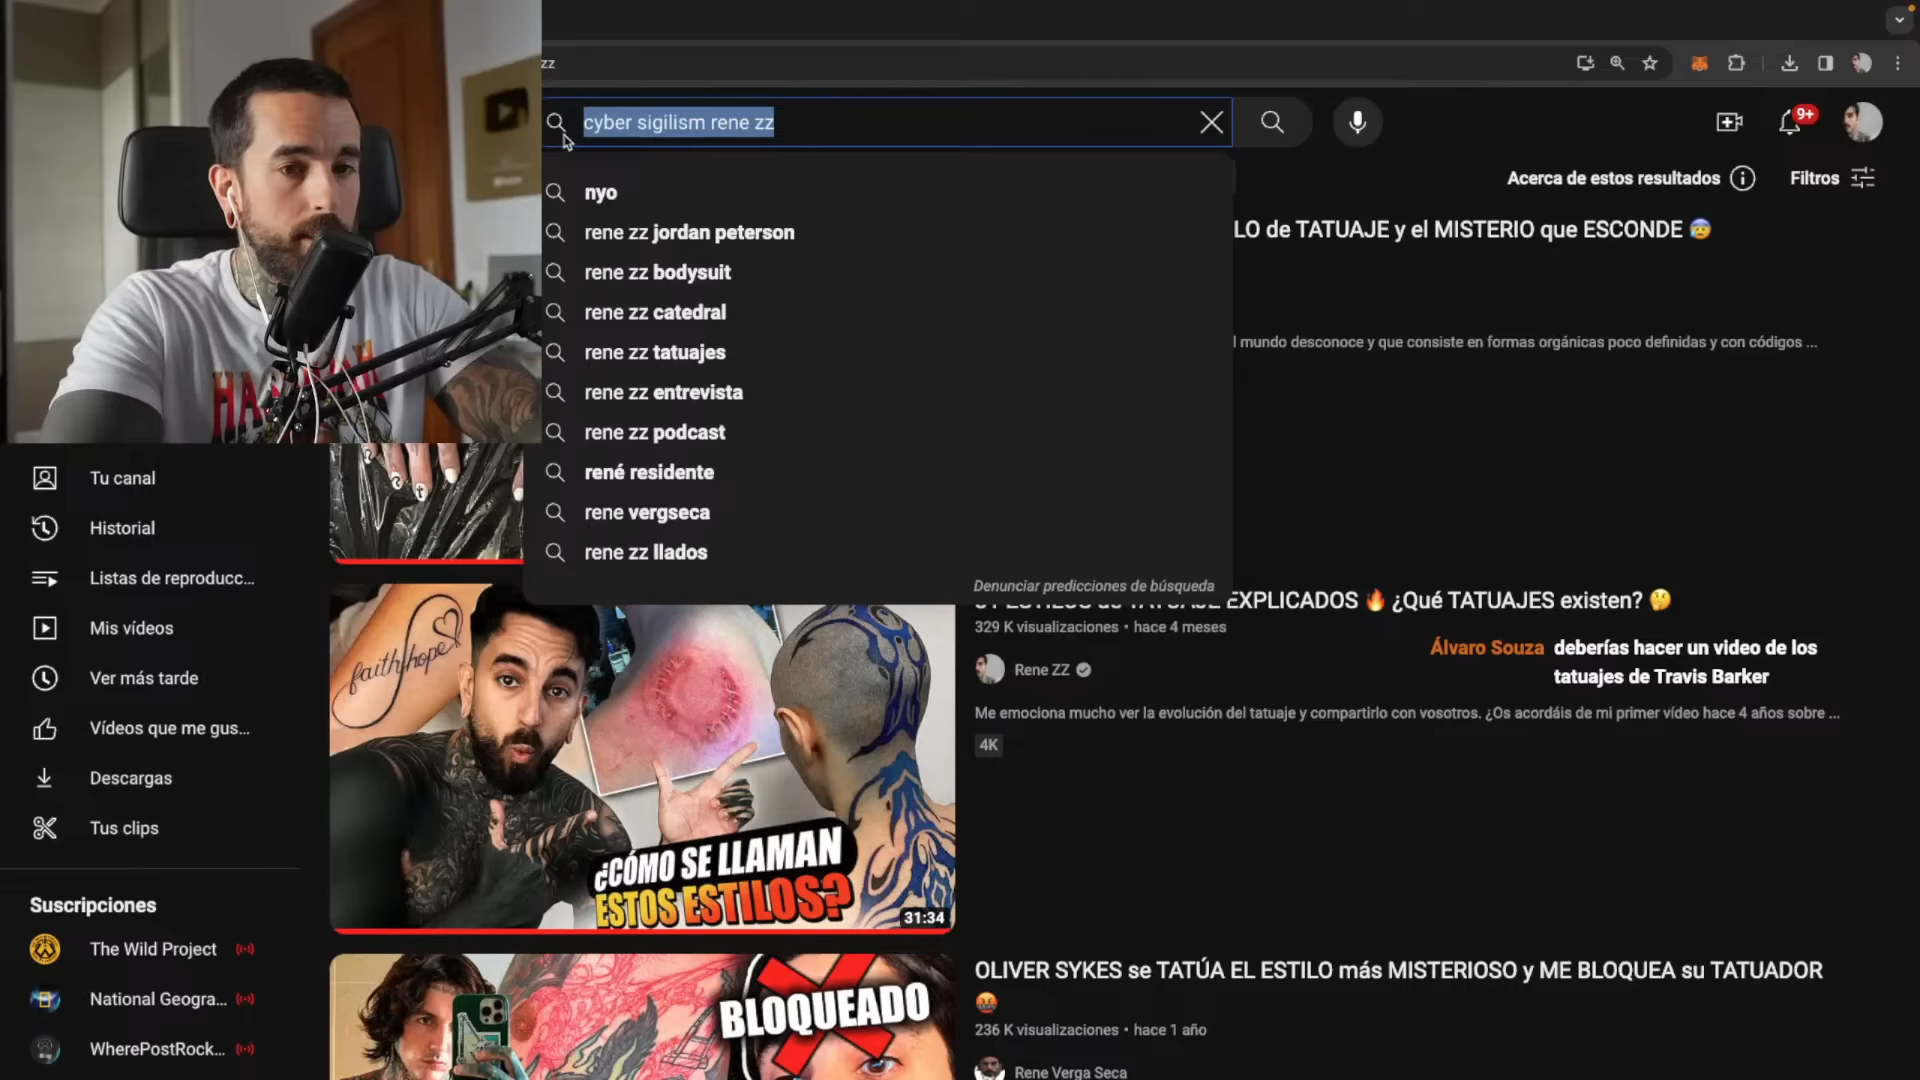 zz
cyber sigilism rene zz
9+
nyo
rene zz jordan peterson
rene zz bodysuit
rene zz catedral
rene zz tatuajes
rene zz entrevista
rene zz podcast
rené residente
rene vergseca
rene zz llados
Denunciar predicciones de búsqueda
Acerca de estos resultados
Filtros
LO de TATUAJE y el MISTERIO que ESCONDE 😰
l mundo desconoce y que consiste en formas orgánicas poco definidas y con códigos ...
Tu canal
Historial
Listas de reproducc...
Mis vídeos
Ver más tarde
Vídeos que me gus...
Descargas
Tus clips
Suscripciones
The Wild Project
National Geogra...
WherePostRock...
faith hope
¿CÓMO SE LLAMAN
ESTOS ESTILOS?
31:34
EXPLICADOS 🔥 ¿Qué TATUAJES existen? 🤔
329 K visualizaciones • hace 4 meses
Rene ZZ
Álvaro Souza deberías hacer un video de los
tatuajes de Travis Barker
Me emociona mucho ver la evolución del tatuaje y compartirlo con vosotros. ¿Os acordáis de mi primer vídeo hace 4 años sobre ...
4K
BLOQUEADO
OLIVER SYKES se TATÚA EL ESTILO más MISTERIOSO y ME BLOQUEA su TATUADOR
🤬
236 K visualizaciones • hace 1 año
Rene Verga Seca